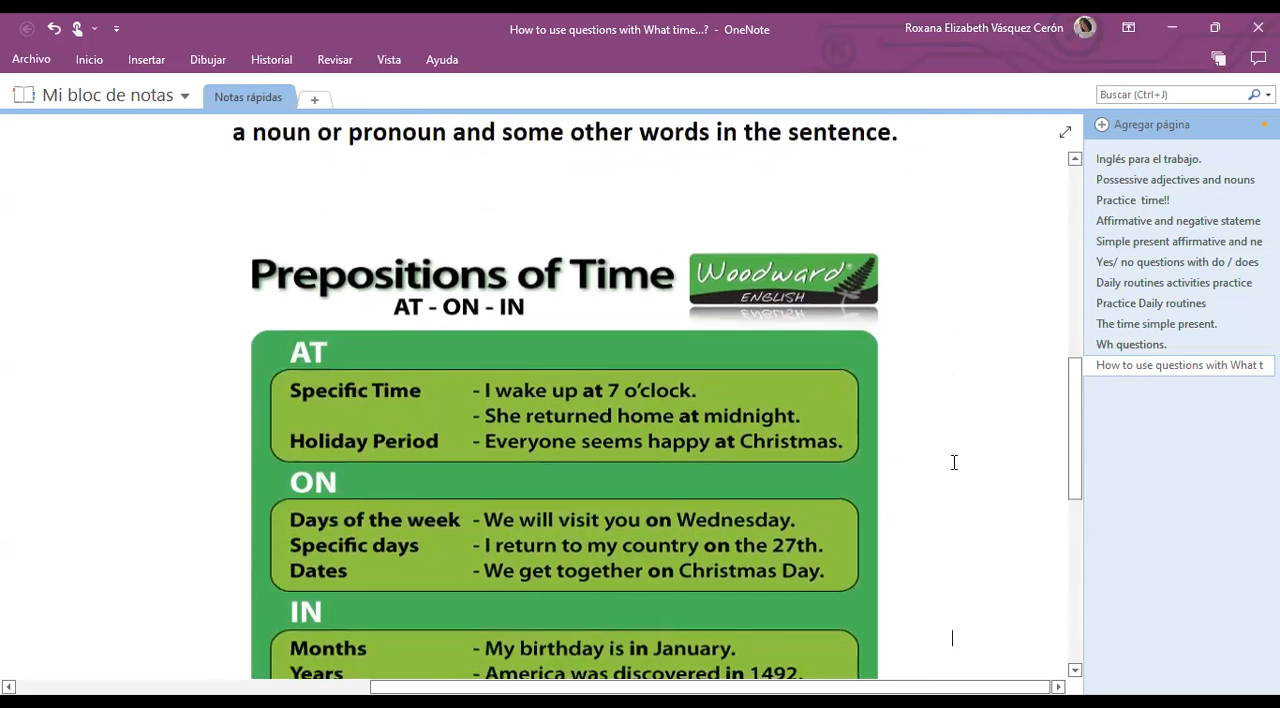 How to use questions with What time...? - OneNote
Roxana Elizabeth Vásquez Cerón
Archivo Inicio Insertar Dibujar Historial Revisar Vista Ayuda
Mi bloc de notas Notas rápidas
Buscar (Ctrl+J)
Agregar página
Inglés para el trabajo.
Possessive adjectives and nouns
Practice time!!
Affirmative and negative stateme
Simple present affirmative and ne
Yes/ no questions with do / does
Daily routines activities practice
Practice Daily routines
The time simple present.
Wh questions.
How to use questions with What t
a noun or pronoun and some other words in the sentence.
Prepositions of Time
AT - ON - IN
Woodward®
ENGLISH
AT
Specific Time - I wake up at 7 o'clock.
- She returned home at midnight.
Holiday Period - Everyone seems happy at Christmas.
ON
Days of the week - We will visit you on Wednesday.
Specific days - I return to my country on the 27th.
Dates - We get together on Christmas Day.
IN
Months - My birthday is in January.
Years - America was discovered in 1492.